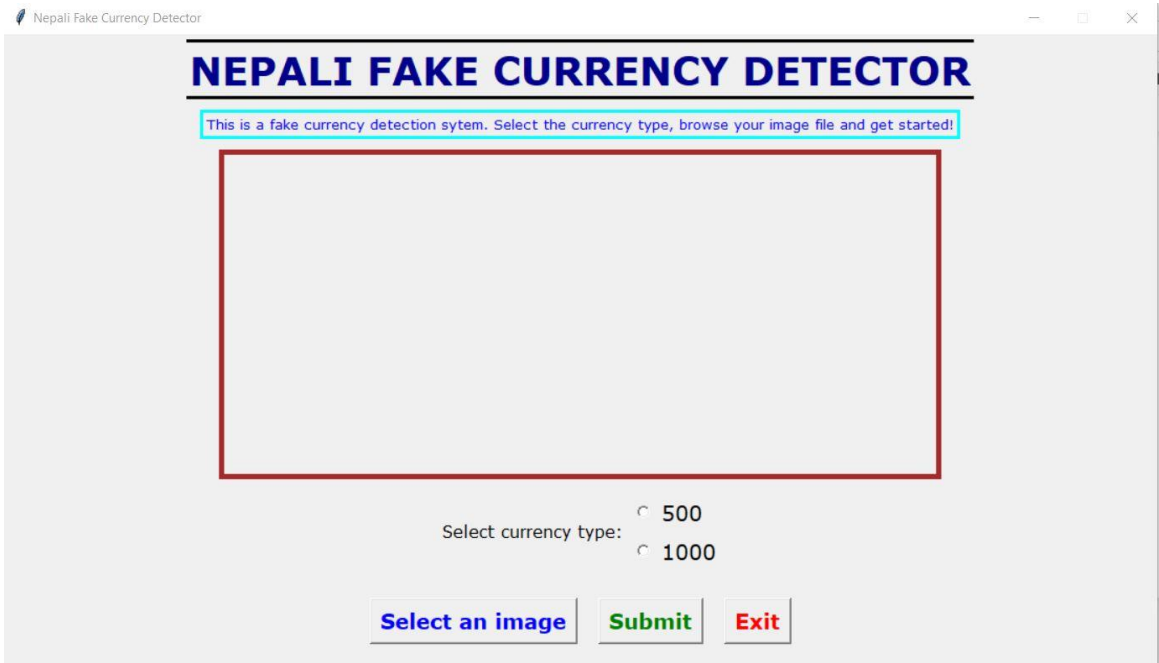 Nepali Fake Currency Detector
NEPALI FAKE CURRENCY DETECTOR
This is a fake currency detection sytem. Select the currency type, browse your image file and get started!
Select currency type:
500
1000
Select an image
Submit
Exit